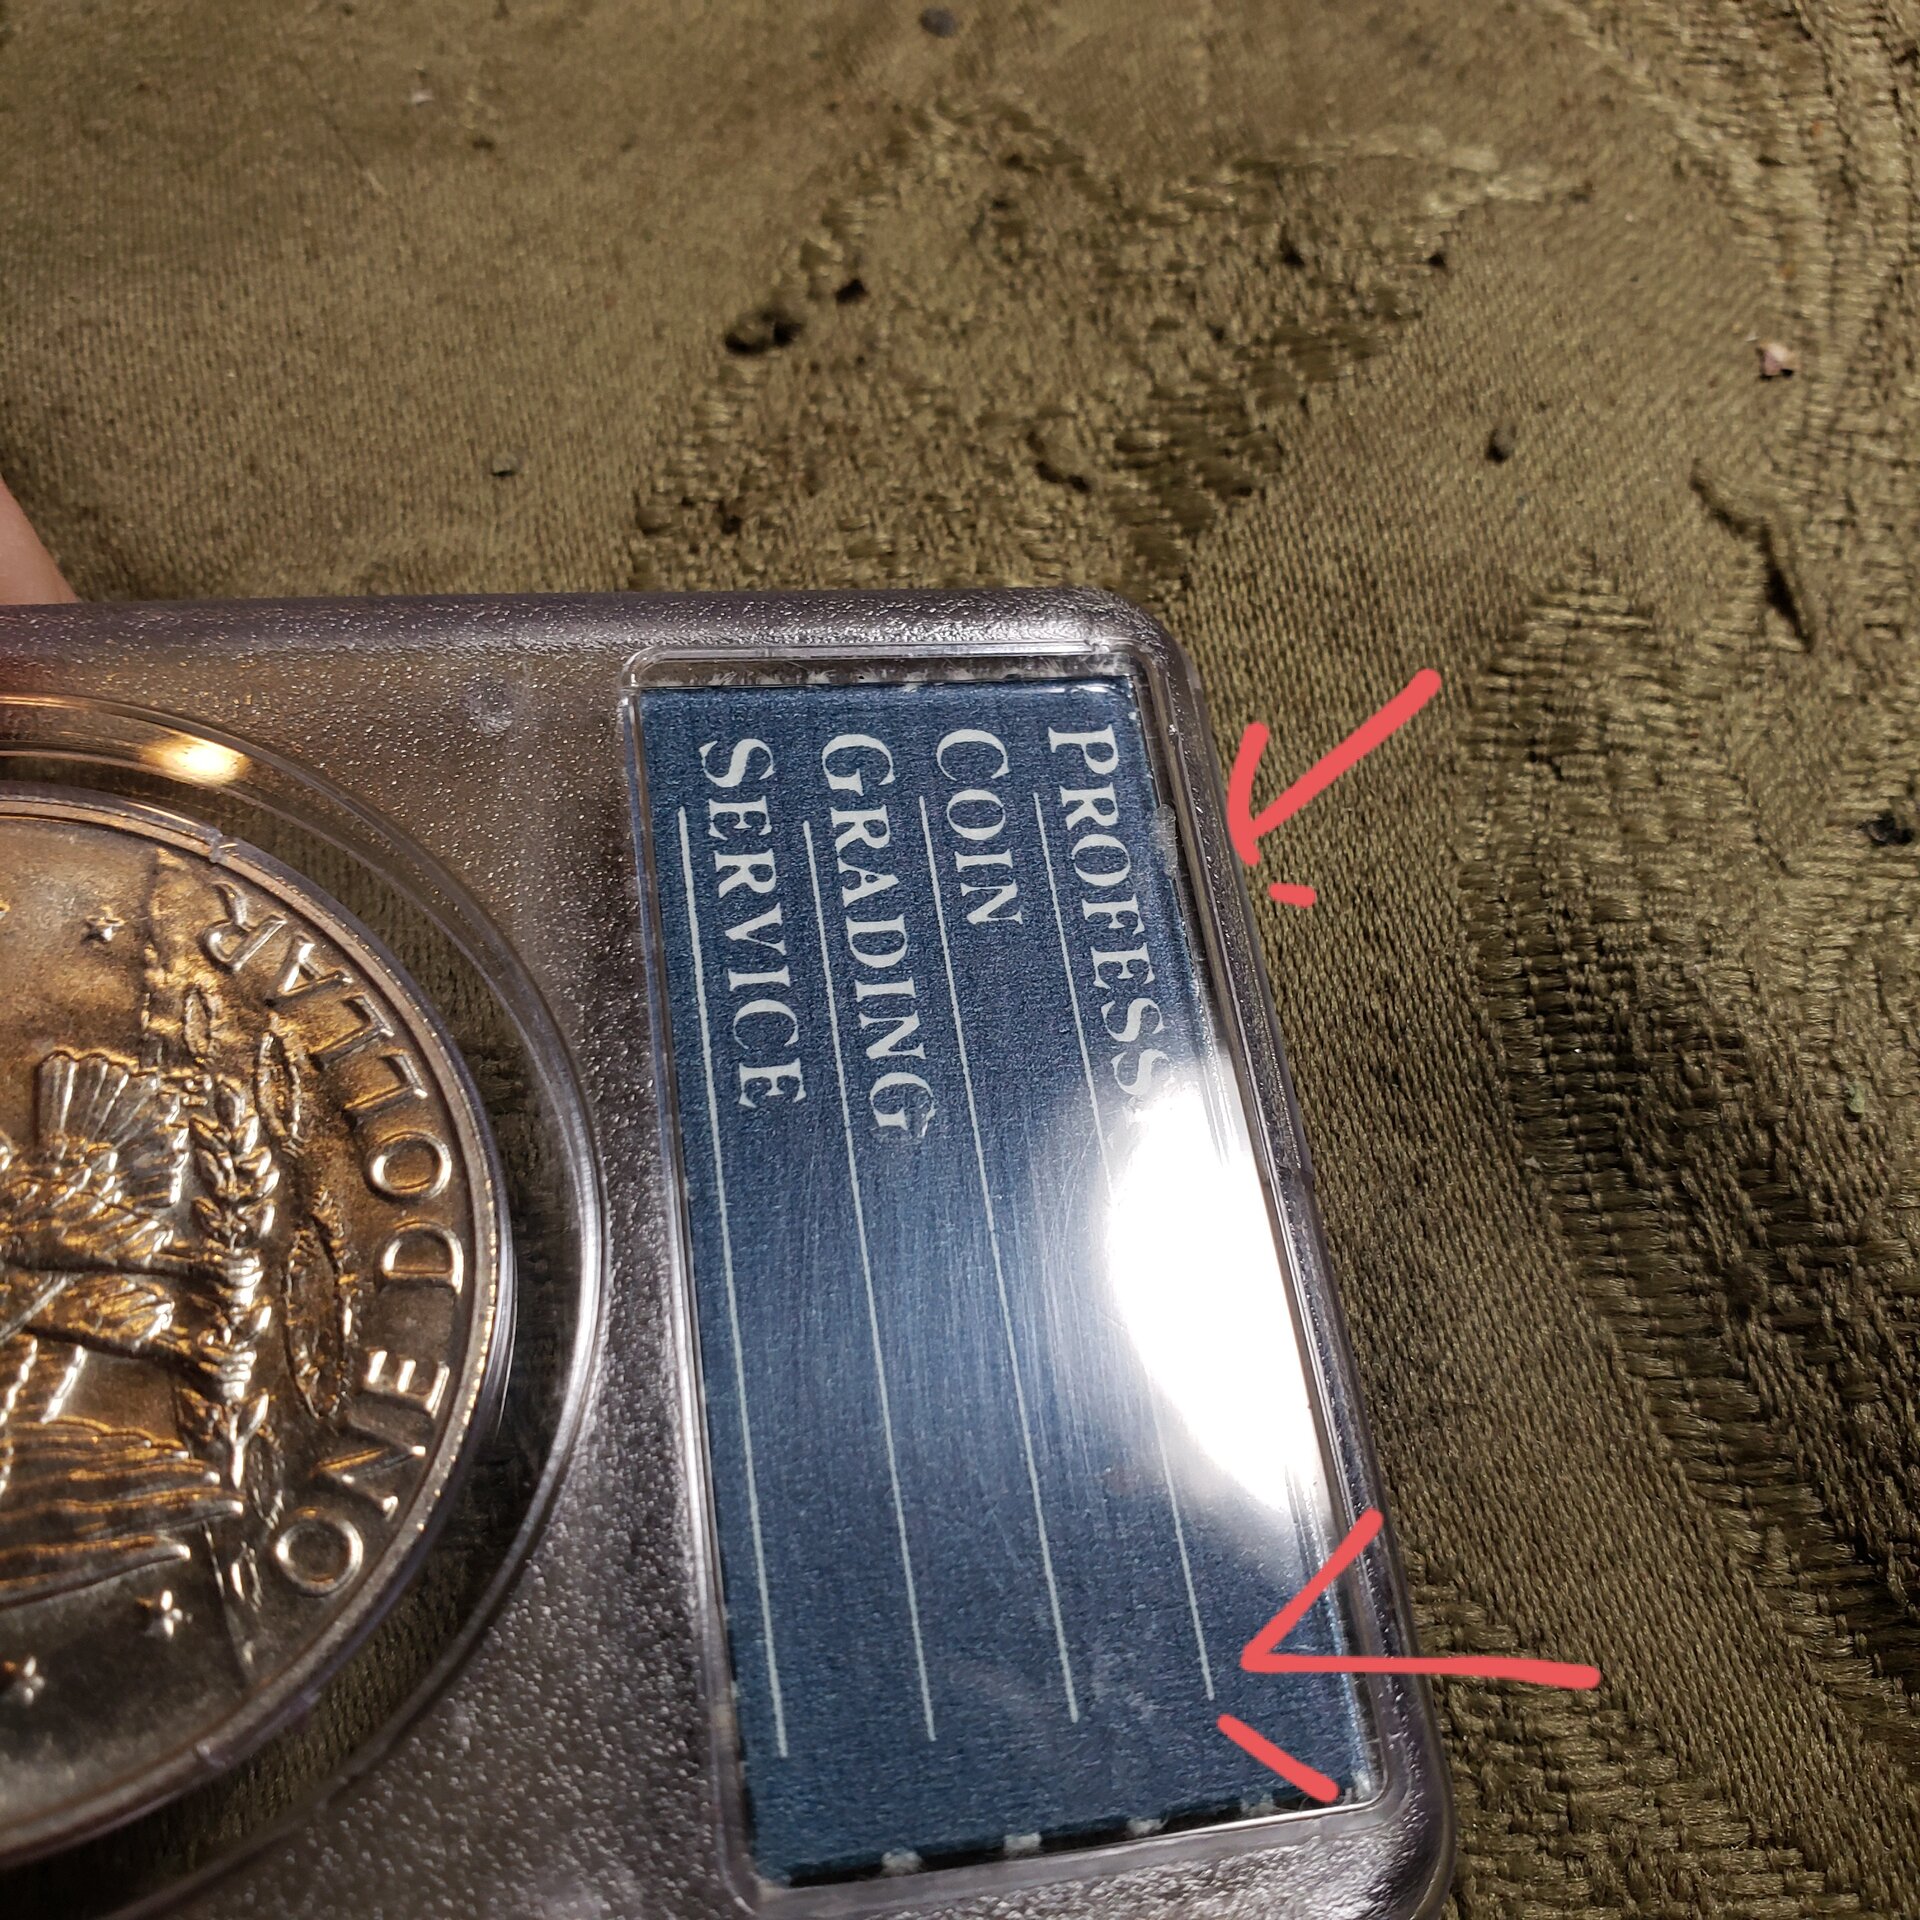 PROFESS
COIN
GRADING
SERVICE
ONE DOLLAR